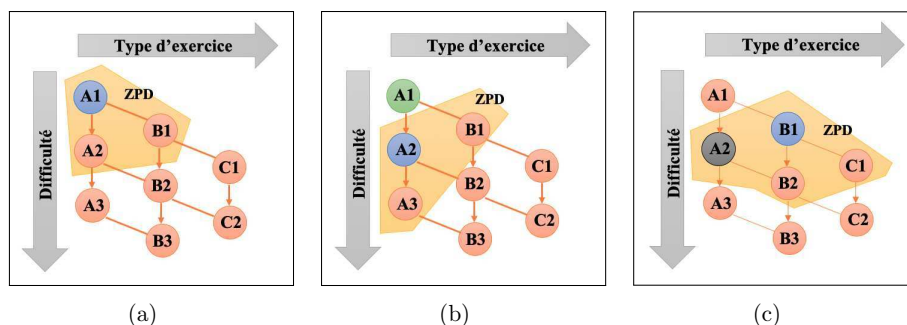 Type d'exercice
Difficulté
ZPD
A1
B1
A2
C1
B2
A3
C2
B3
(a)
Type d'exercice
Difficulté
ZPD
A1
B1
A2
C1
B2
A3
C2
B3
(b)
Type d'exercice
Difficulté
A1
B1
ZPD
A2
C1
B2
A3
C2
B3
(c)